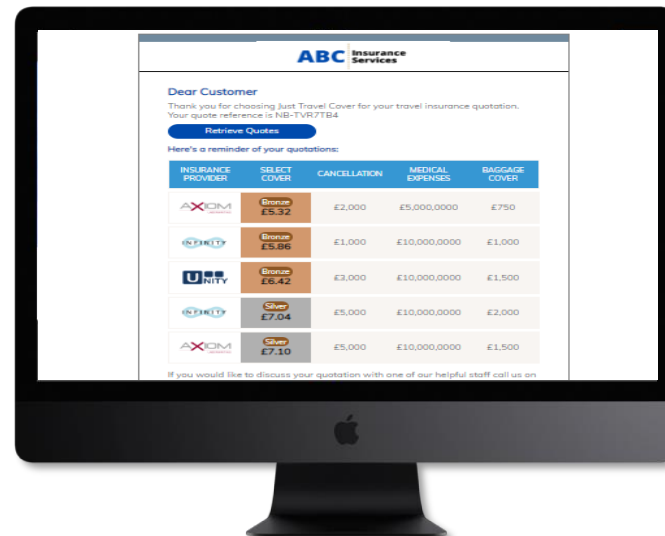 ABC Insurance Services
Dear Customer
Thank you for choosing Just Travel Cover for your travel insurance quotation.
Your quote reference is NB-TVR7TB4
Retrieve Quotes
Here's a reminder of your quotations:
INSURANCE PROVIDER SELECT COVER CANCELLATION MEDICAL EXPENSES BAGGAGE COVER
AXIOM Bronze £5.32 £2,000 £5,000,0000 £750
INFINITY Bronze £5.86 £1,000 £10,000,0000 £1,000
UNITY Bronze £6.42 £3,000 £10,000,0000 £1,500
INFINITY Silver £7.04 £5,000 £10,000,0000 £2,000
AXIOM Silver £7.10 £5,000 £10,000,0000 £1,500
If you would like to discuss your quotation with one of our helpful staff call us on